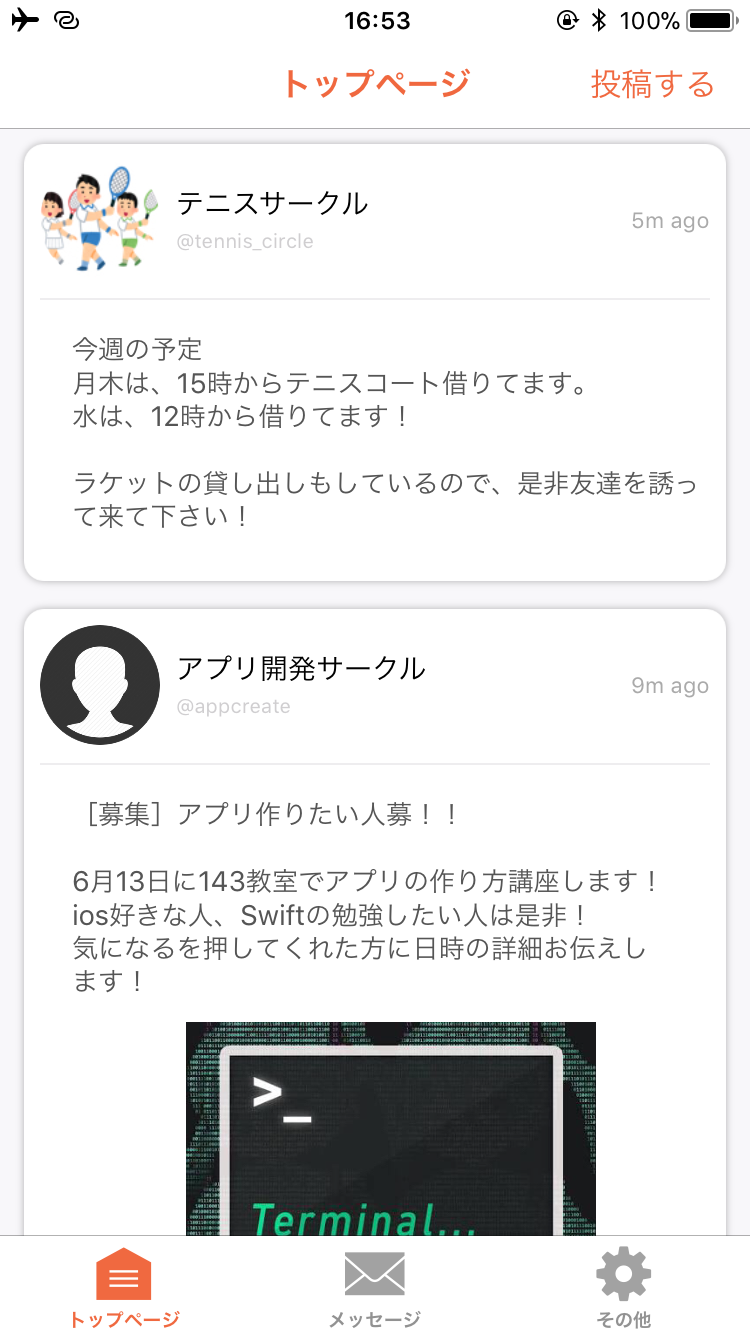 16:53
100%
トップページ
投稿する
テニスサークル
@tennis_circle
5m ago
今週の予定
月木は、15時からテニスコート借りてます。
水は、12時から借りてます！
ラケットの貸し出しもしているので、是非友達を誘っ
て来て下さい！
アプリ開発サークル
@appcreate
9m ago
［募集］アプリ作りたい人募！！
6月13日に143教室でアプリの作り方講座します！
ios好きな人、Swiftの勉強したい人は是非！
気になるを押してくれた方に日時の詳細お伝えし
ます！
>_
Terminal...
トップページ
メッセージ
その他